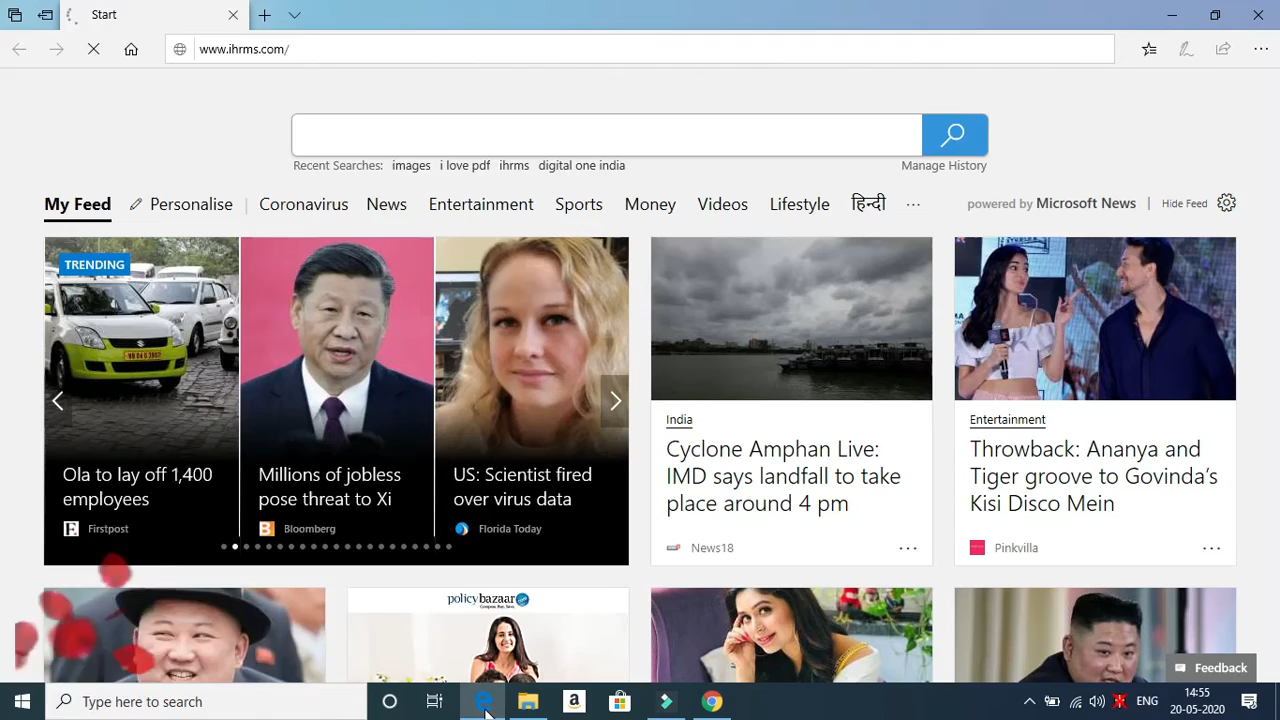 Start
www.ihrms.com/
Recent Searches: images i love pdf ihrms digital one india
Manage History
My Feed Personalise Coronavirus News Entertainment Sports Money Videos Lifestyle हिन्दी ...
powered by Microsoft News Hide Feed
TRENDING
Ola to lay off 1,400
employees
Firstpost
Millions of jobless
pose threat to Xi
Bloomberg
US: Scientist fired
over virus data
Florida Today
India
Cyclone Amphan Live:
IMD says landfall to take
place around 4 pm
News18
Entertainment
Throwback: Ananya and
Tiger groove to Govinda's
Kisi Disco Mein
Pinkvilla
policybazaar
Feedback
Type here to search
ENG
14:55
20-05-2020